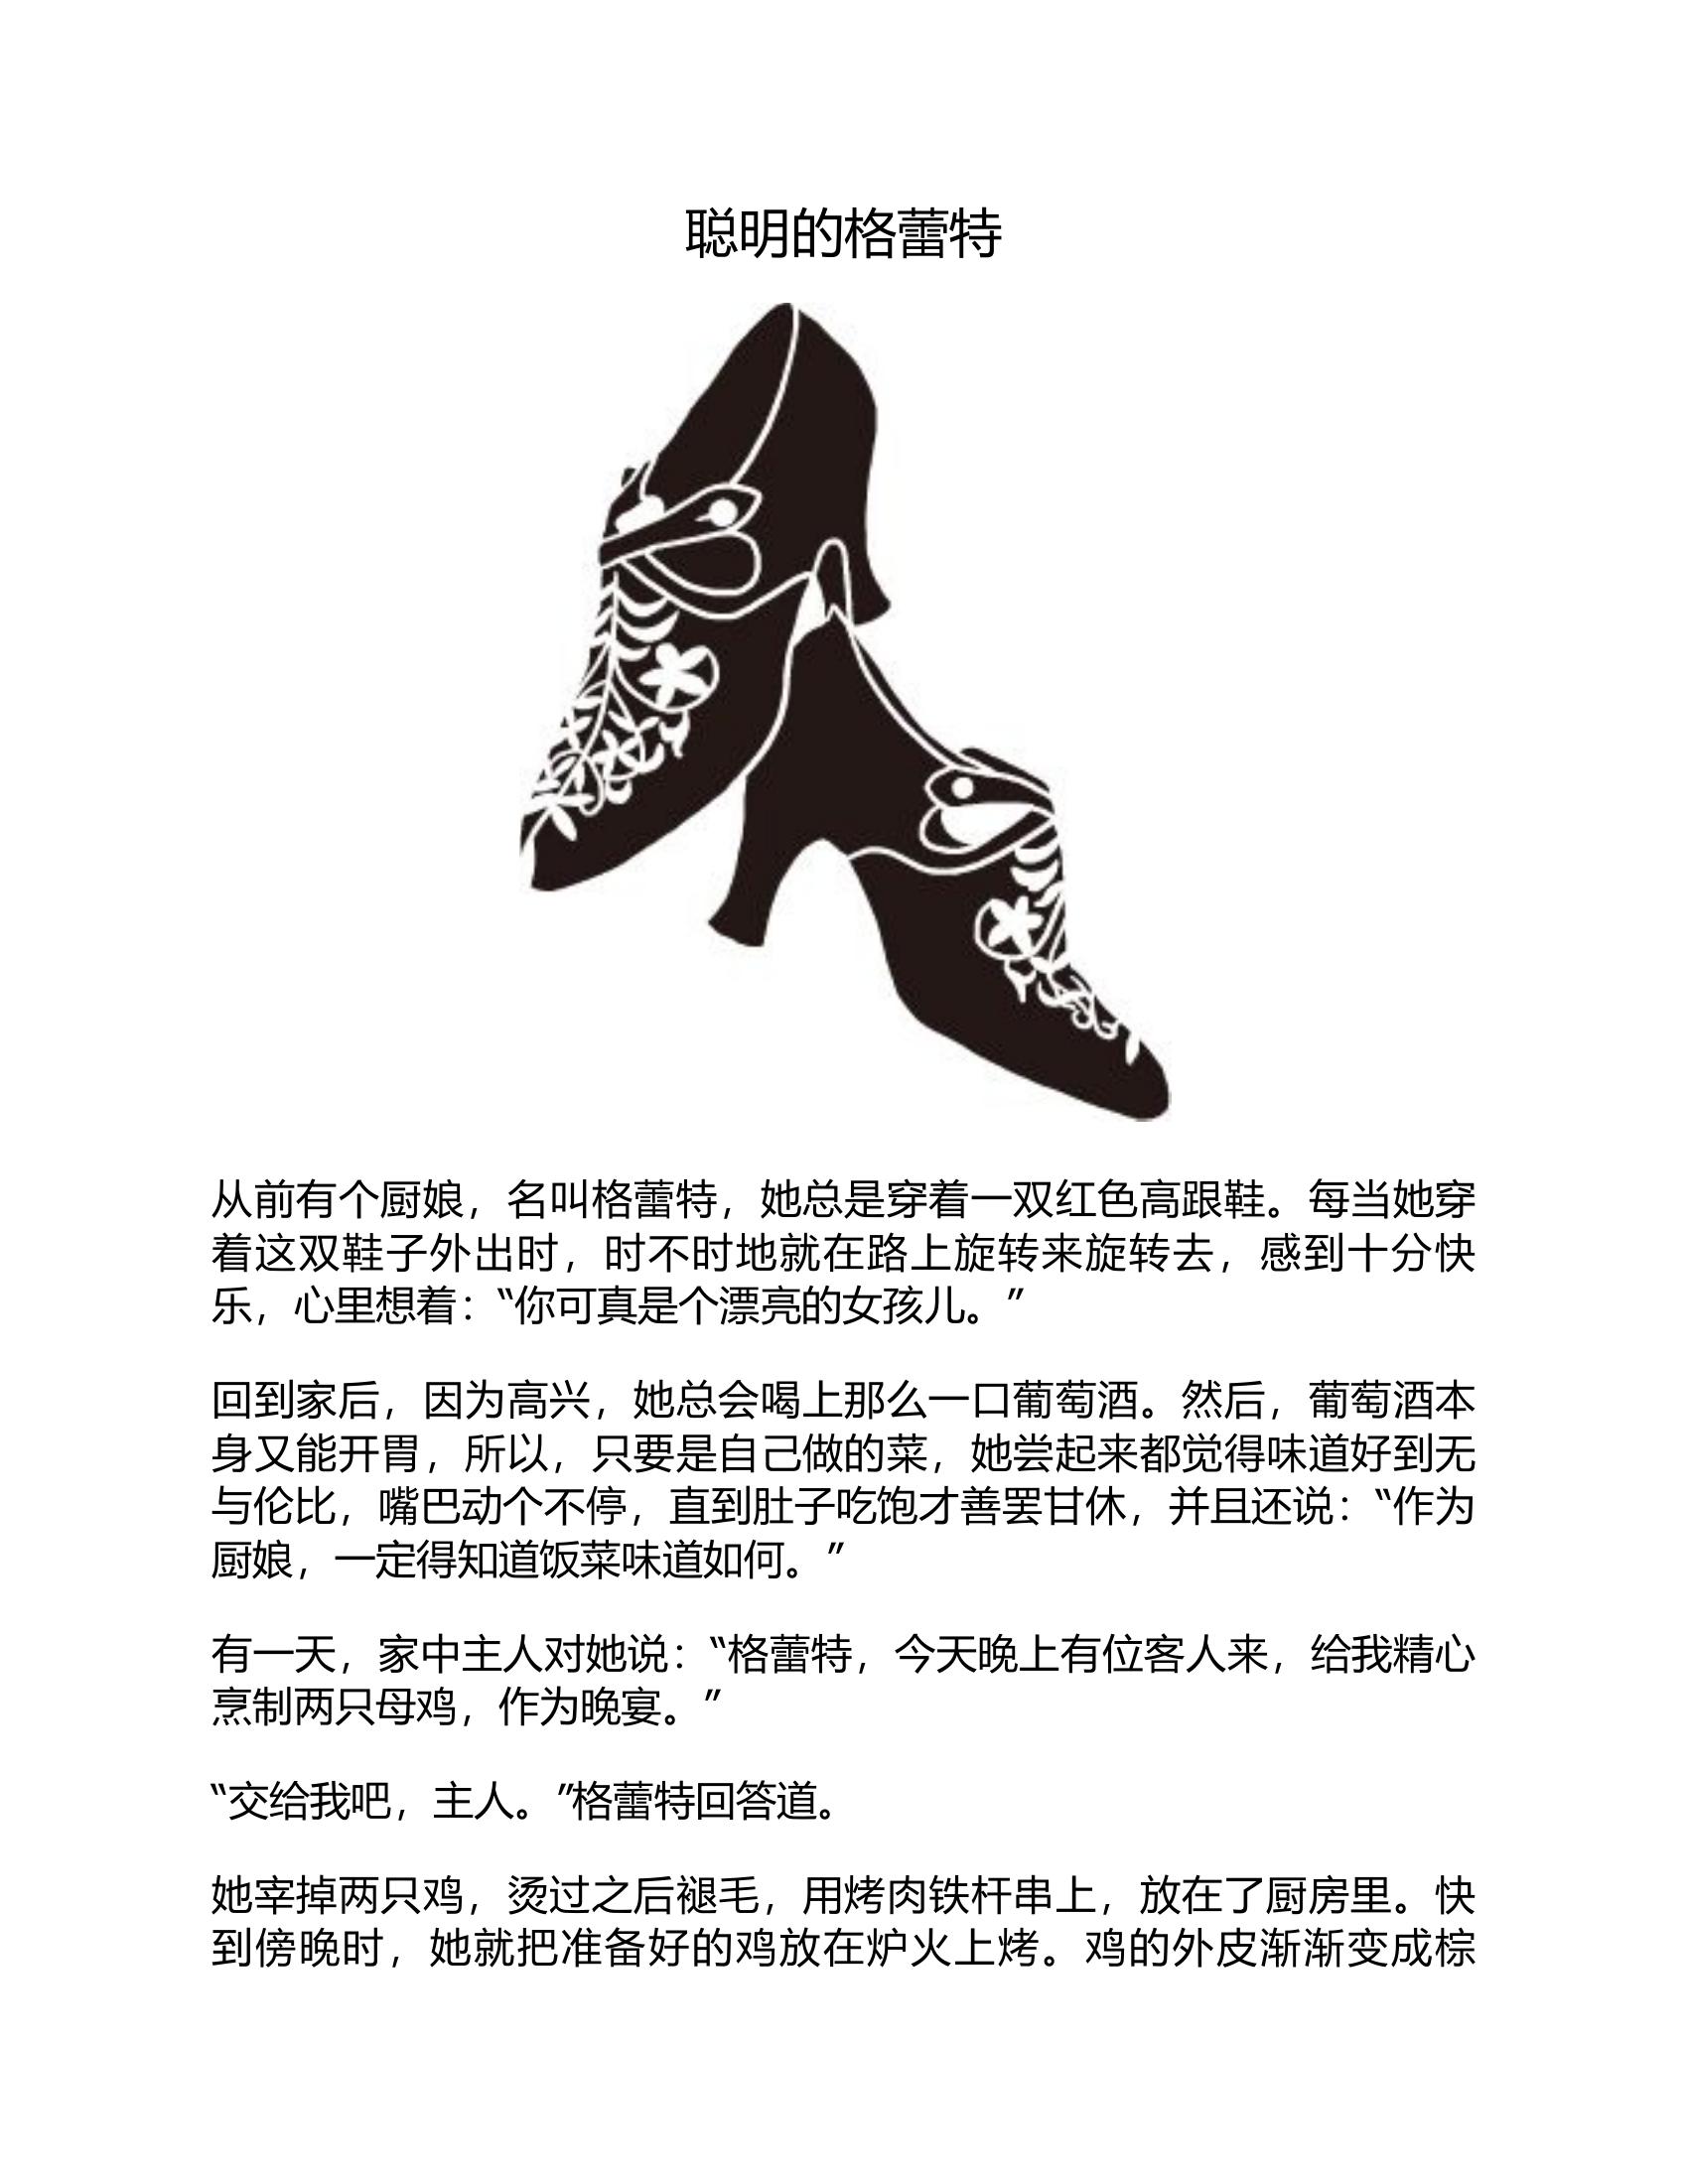 聪明的格蕾特
从前有个厨娘，名叫格蕾特，她总是穿着一双红色高跟鞋。每当她穿
着这双鞋子外出时，时不时地就在路上旋转来旋转去，感到十分快
乐，心里想着：“你可真是个漂亮的女孩儿。”
回到家后，因为高兴，她总会喝上那么一口葡萄酒。然后，葡萄酒本
身又能开胃，所以，只要是自己做的菜，她尝起来都觉得味道好到无
与伦比，嘴巴动个不停，直到肚子吃饱才善罢甘休，并且还说：“作为
厨娘，一定得知道饭菜味道如何。”
有一天，家中主人对她说：“格蕾特，今天晚上有位客人来，给我精心
烹制两只母鸡，作为晚宴。”
“交给我吧，主人。”格蕾特回答道。
她宰掉两只鸡，烫过之后褪毛，用烤肉铁杆串上，放在了厨房里。快
到傍晚时，她就把准备好的鸡放在炉火上烤。鸡的外皮渐渐变成棕